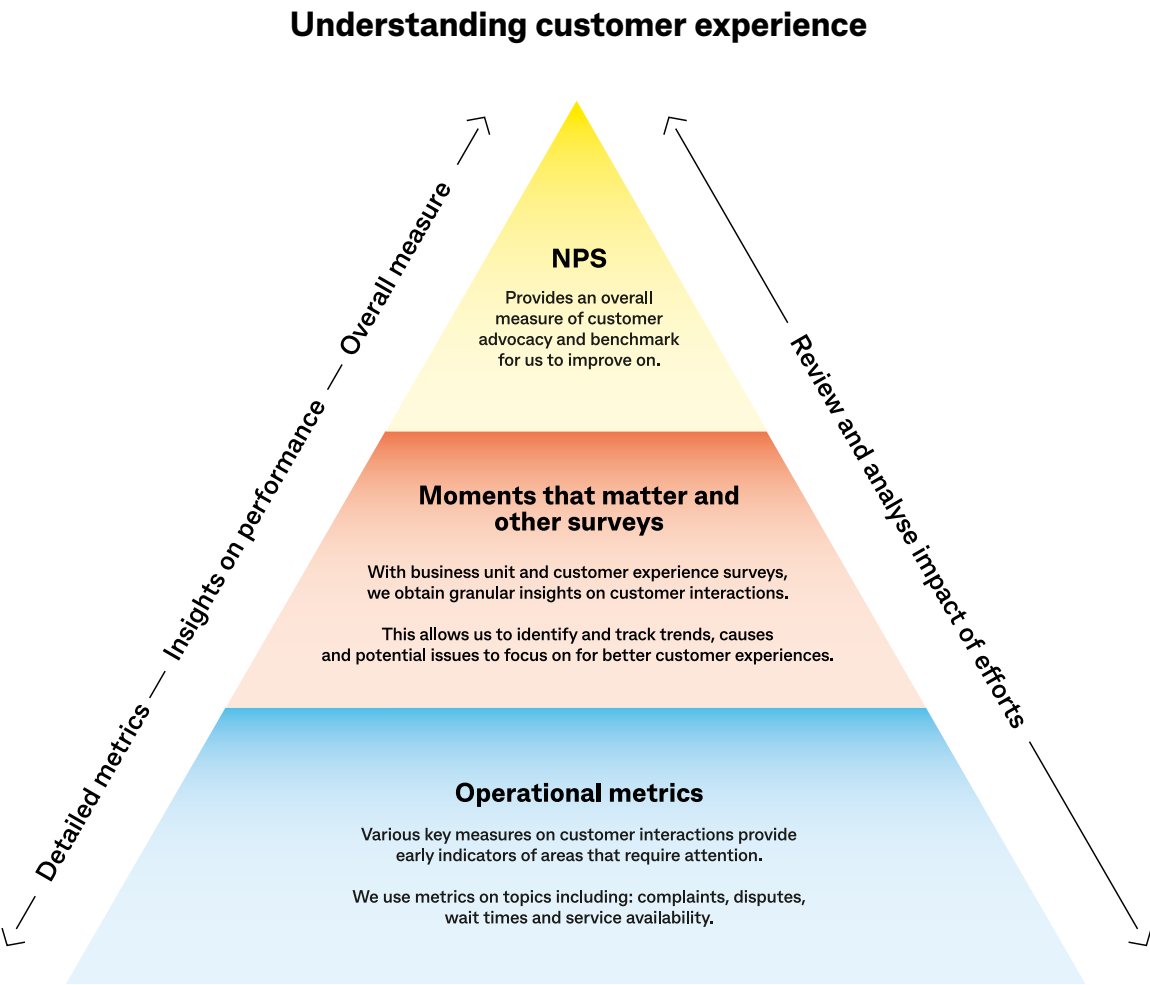 Understanding customer experience
Overall measure
Insights on performance
Detailed metrics
NPS
Provides an overall
measure of customer
advocacy and benchmark
for us to improve on.
Moments that matter and
other surveys
With business unit and customer experience surveys,
we obtain granular insights on customer interactions.
This allows us to identify and track trends, causes
and potential issues to focus on for better customer experiences.
Operational metrics
Various key measures on customer interactions provide
early indicators of areas that require attention.
We use metrics on topics including: complaints, disputes,
wait times and service availability.
Review and analyse impact of efforts